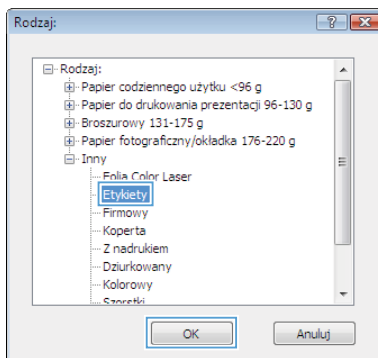 Rodzaj:
Rodzaj:
Papier codziennego użytku <96 g
Papier do drukowania prezentacji 96-130 g
Broszurowy 131-175 g
Papier fotograficzny/okładka 176-220 g
Inny
Folia Color Laser
Etykiety
Firmowy
Koperta
Z nadrukiem
Dziurkowany
Kolorowy
Szorstki
OK Anuluj